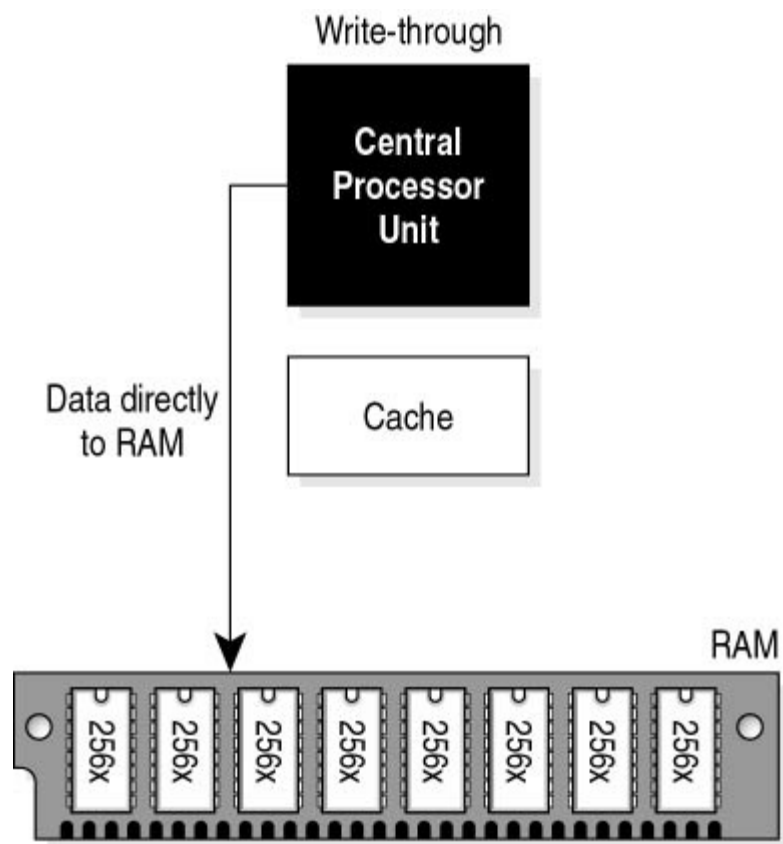 Write-through
Central
Processor
Unit
Data directly
to RAM
Cache
RAM
256x
256x
256x
256x
256x
256x
256x
256x